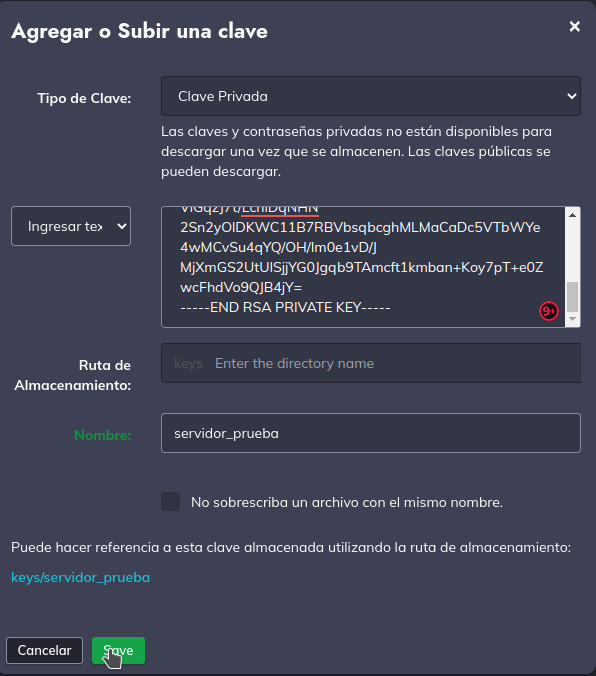 Agregar o Subir una clave
×
Tipo de Clave:
Clave Privada
Las claves y contraseñas privadas no están disponibles para
descargar una vez que se almacenen. Las claves públicas se
pueden descargar.
Ingresar tex
2Sn2yOIDKWC11B7RBVbsqbcghMLMaCaDc5VTbWYe
4wMCvSu4qYQ/OH/Im0e1vD/J
MjXmGS2UtUISjjYG0Jgqb9TAmcft1kmban+Koy7pT+e0Z
wcFhdVo9QJB4jY=
-----END RSA PRIVATE KEY-----
9+
Ruta de
Almacenamiento:
keys Enter the directory name
Nombre:
servidor_prueba
No sobrescriba un archivo con el mismo nombre.
Puede hacer referencia a esta clave almacenada utilizando la ruta de almacenamiento:
keys/servidor_prueba
Cancelar
Save